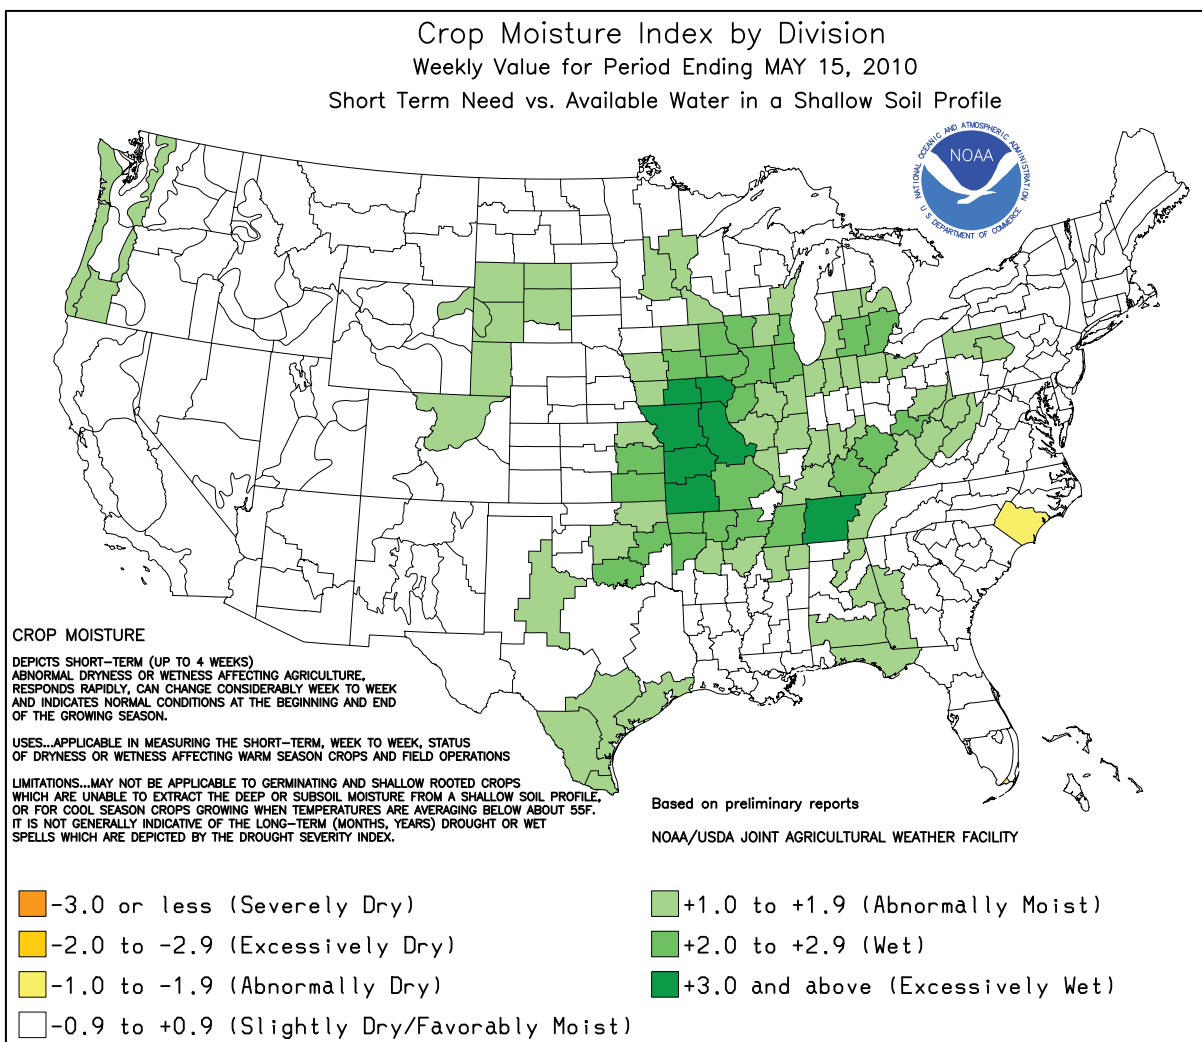 Crop Moisture Index by Division
Weekly Value for Period Ending MAY 15, 2010
Short Term Need vs. Available Water in a Shallow Soil Profile
NATIONAL OCEANIC AND ATMOSPHERIC ADMINISTRATION
NOAA
U S DEPARTMENT OF COMMERCE
CROP MOISTURE
DEPICTS SHORT-TERM (UP TO 4 WEEKS)
ABNORMAL DRYNESS OR WETNESS AFFECTING AGRICULTURE,
RESPONDS RAPIDLY, CAN CHANGE CONSIDERABLY WEEK TO WEEK
AND INDICATES NORMAL CONDITIONS AT THE BEGINNING AND END
OF THE GROWING SEASON.
USES...APPLICABLE IN MEASURING THE SHORT-TERM, WEEK TO WEEK, STATUS
OF DRYNESS OR WETNESS AFFECTING WARM SEASON CROPS AND FIELD OPERATIONS
LIMITATIONS...MAY NOT BE APPLICABLE TO GERMINATING AND SHALLOW ROOTED CROPS
WHICH ARE UNABLE TO EXTRACT THE DEEP OR SUBSOIL MOISTURE FROM A SHALLOW SOIL PROFILE,
OR FOR COOL SEASON CROPS GROWING WHEN TEMPERATURES ARE AVERAGING BELOW ABOUT 55F.
IT IS NOT GENERALLY INDICATIVE OF THE LONG-TERM (MONTHS, YEARS) DROUGHT OR WET
SPELLS WHICH ARE DEPICTED BY THE DROUGHT SEVERITY INDEX.
Based on preliminary reports
NOAA/USDA JOINT AGRICULTURAL WEATHER FACILITY
-3.0 or less (Severely Dry)
-2.0 to -2.9 (Excessively Dry)
-1.0 to -1.9 (Abnormally Dry)
-0.9 to +0.9 (Slightly Dry/Favorably Moist)
+1.0 to +1.9 (Abnormally Moist)
+2.0 to +2.9 (Wet)
+3.0 and above (Excessively Wet)